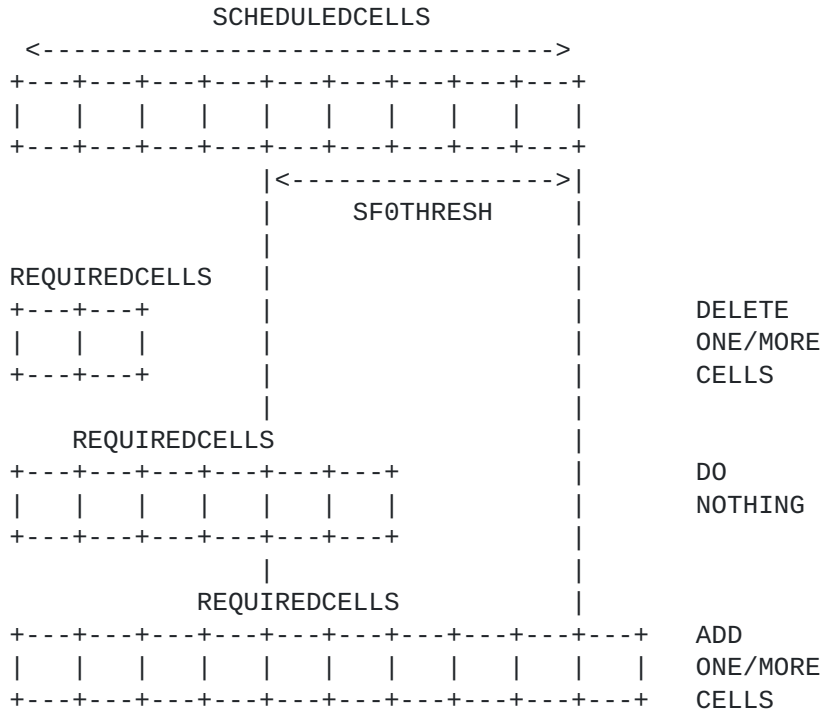 SCHEDULEDCELLS
<--------------------------------->
+---+---+---+---+---+---+---+---+---+
|   |   |   |   |   |   |   |   |   |
+---+---+---+---+---+---+---+---+---+
|<----------------->|
|     SF0THRESH     |
|                   |
REQUIREDCELLS   |                   |
+---+---+       |                   |       DELETE
|   |   |       |                   |       ONE/MORE
+---+---+       |                   |       CELLS
|                   |
REQUIREDCELLS                   |
+---+---+---+---+---+---+           |       DO
|   |   |   |   |   |   |           |       NOTHING
+---+---+---+---+---+---+           |
|                   |
REQUIREDCELLS           |
+---+---+---+---+---+---+---+---+---+---+   ADD
|   |   |   |   |   |   |   |   |   |   |   ONE/MORE
+---+---+---+---+---+---+---+---+---+---+   CELLS